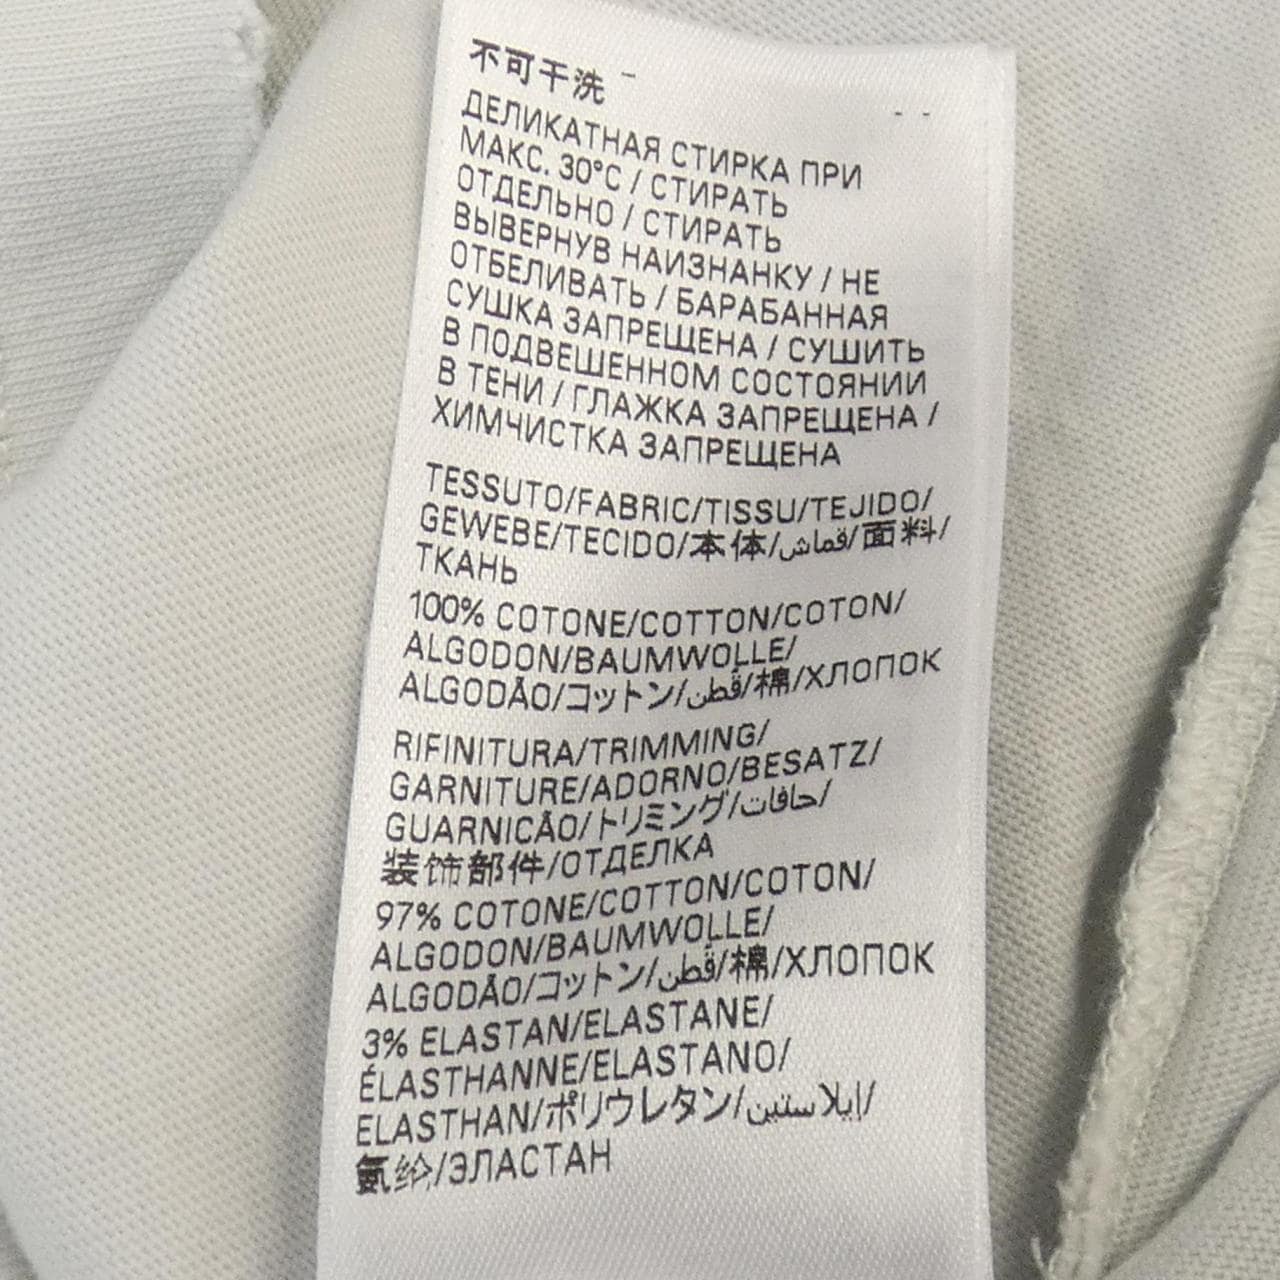 不可干洗
ДЕЛИКАТНАЯ СТИРКА ПРИ
МАКС. 30°C / СТИРАТЬ
ОТДЕЛЬНО / СТИРАТЬ
ВЫВЕРНУВ НАИЗНАНКУ / НЕ
ОТБЕЛИВАТЬ / БАРАБАННАЯ
СУШКА ЗАПРЕЩЕНА / СУШИТЬ
В ПОДВЕШЕННОМ СОСТОЯНИИ
В ТЕНИ / ГЛАЖКА ЗАПРЕЩЕНА /
ХИМЧИСТКА ЗАПРЕЩЕНА
TESSUTO/FABRIC/TISSU/TEJIDO/
GEWEBE/TECIDO/本体/قماش/面料/
ТКАНЬ
100% COTONE/COTTON/COTON/
ALGODON/BAUMWOLLE/
ALGODÃO/コットン/قُطن/棉/ХЛОПОК
RIFINITURA/TRIMMING/
GARNITURE/ADORNO/BESATZ/
GUARNICÃO/トリミング/حافات/
装饰部件/ОТДЕЛКА
97% COTONE/COTTON/COTON/
ALGODON/BAUMWOLLE/
ALGODÃO/コットン/قُطن/棉/ХЛОПОК
3% ELASTAN/ELASTANE/
ÉLASTHANNE/ELASTANO/
ELASTHAN/ポリウレタン/إيلاستين/
氨纶/ЭЛАСТАН